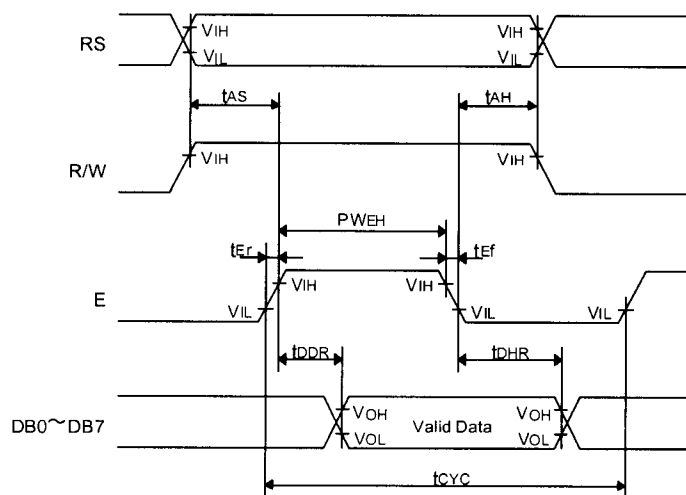 RS
VIH
VIH
VIL
VIL
tAS
tAH
R/W
VIH
VIH
PWEH
tEr
tEf
E
VIH
VIH
VIL
VIL
VIL
tDDR
tDHR
DB0~DB7
VOH
VOH
Valid Data
VOL
VOL
tCYC